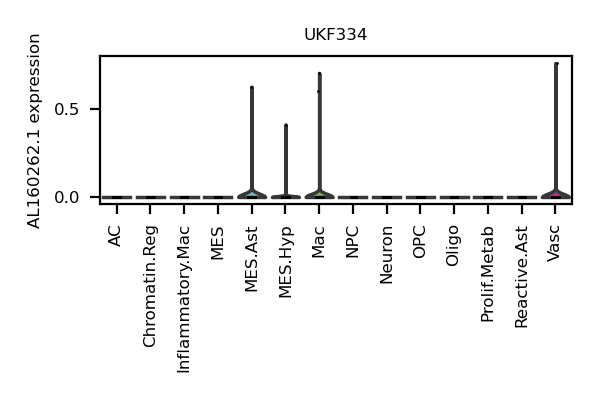 UKF334
AL160262.1 expression
0.5
0.0
AC
Chromatin.Reg
Inflammatory.Mac
MES
MES.Ast
MES.Hyp
Mac
NPC
Neuron
OPC
Oligo
Prolif.Metab
Reactive.Ast
Vasc